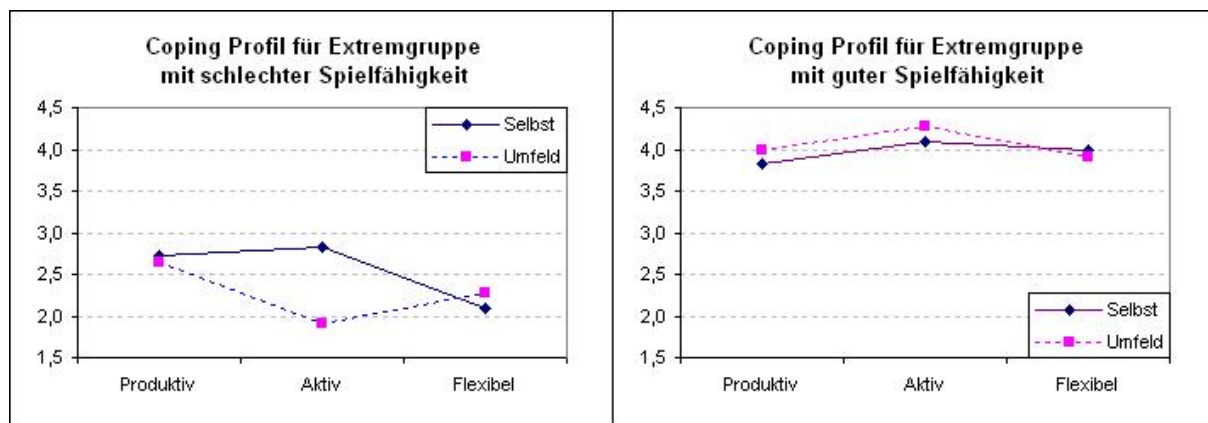 Coping Profil für Extremgruppe
mit schlechter Spielfähigkeit
4,5
4,0
3,5
3,0
2,5
2,0
1,5
Selbst
Umfeld
Produktiv
Aktiv
Flexibel
Coping Profil für Extremgruppe
mit guter Spielfähigkeit
4,5
4,0
3,5
3,0
2,5
2,0
1,5
Selbst
Umfeld
Produktiv
Aktiv
Flexibel